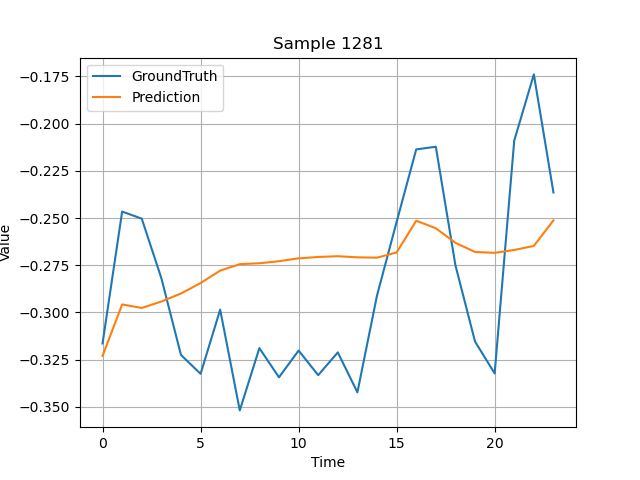 Sample 1281
GroundTruth
Prediction
−0.175
−0.200
−0.225
−0.250
−0.275
−0.300
−0.325
−0.350
Value
0 5 10 15 20
Time